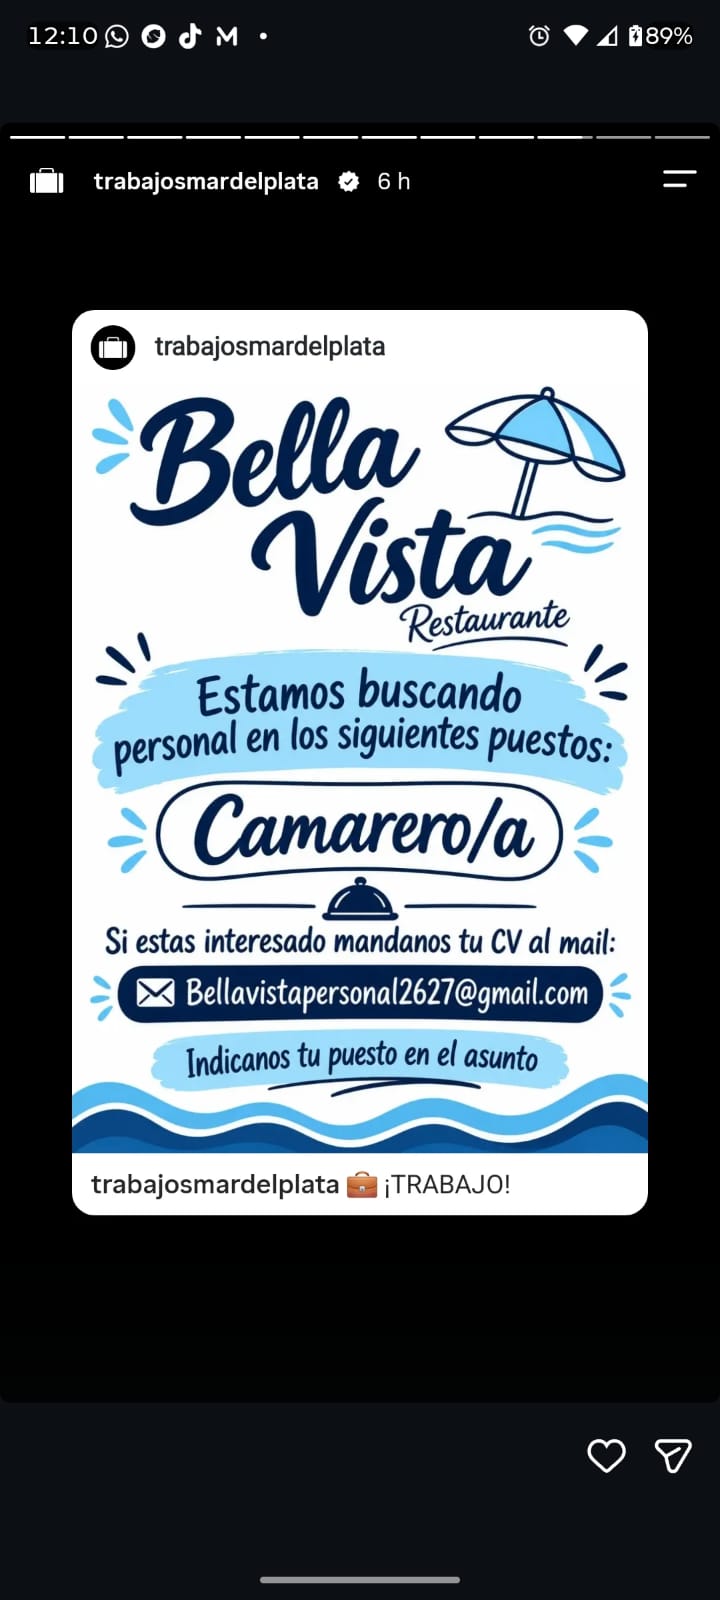 12:10
89%
trabajosmardelplata 6 h
trabajosmardelplata
Bella
Vista
Restaurante
Estamos buscando
personal en los siguientes puestos:
Camarero/a
Si estas interesado mandanos tu CV al mail:
Bellavistapersonal2627@gmail.com
Indicanos tu puesto en el asunto
trabajosmardelplata 💼 ¡TRABAJO!